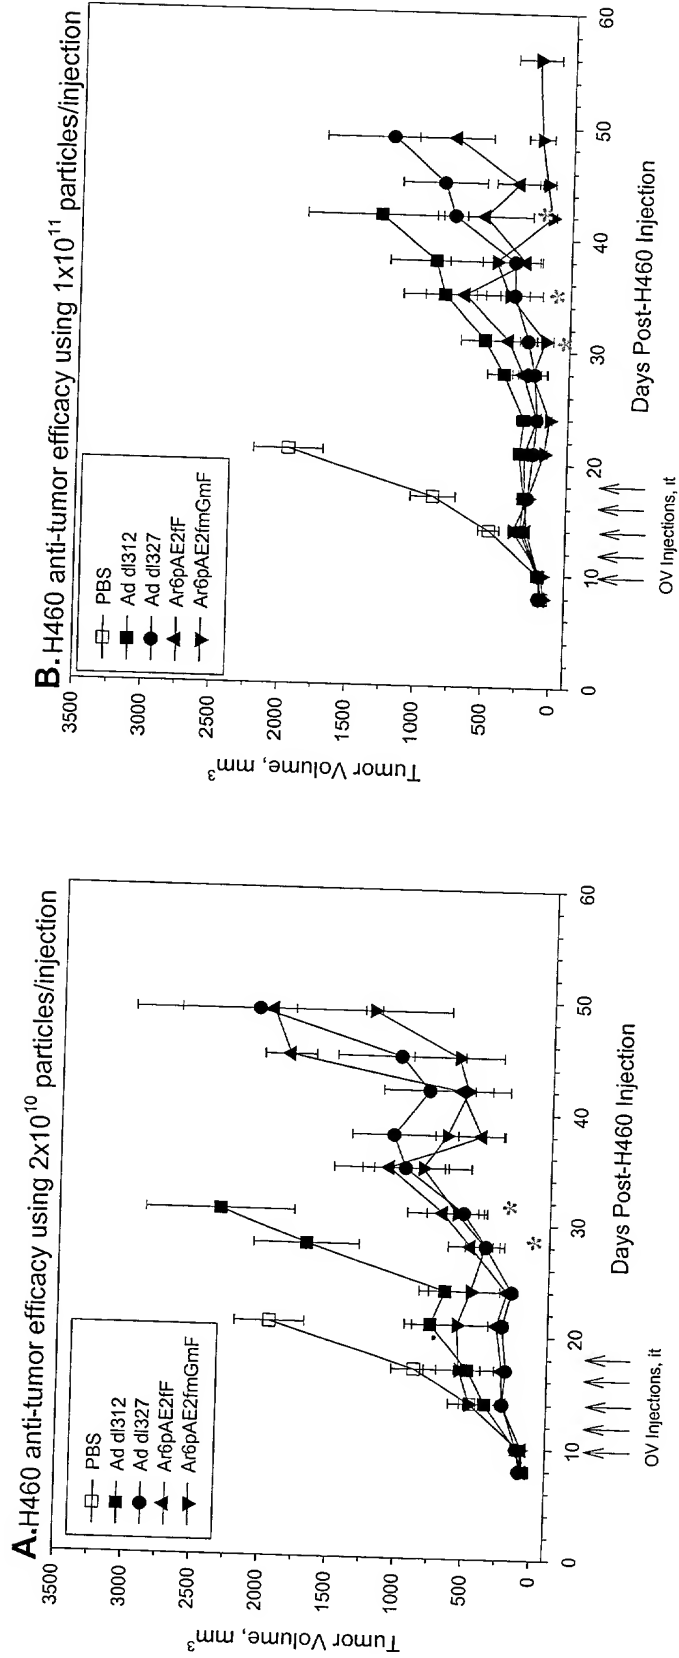 A. H460 anti-tumor efficacy using 2x10¹⁰ particles/injection
PBS
Ad dl312
Ad dl327
Ar6pAE2fF
Ar6pAE2fmGmF
Tumor Volume, mm³
3500
3000
2500
2000
1500
1000
500
0
0
10
20
30
40
50
60
*
*
OV Injections, it
Days Post-H460 Injection
B. H460 anti-tumor efficacy using 1x10¹¹ particles/injection
PBS
Ad dl312
Ad dl327
Ar6pAE2fF
Ar6pAE2fmGmF
Tumor Volume, mm³
3500
3000
2500
2000
1500
1000
500
0
0
10
20
30
40
50
60
*
*
*
OV Injections, it
Days Post-H460 Injection